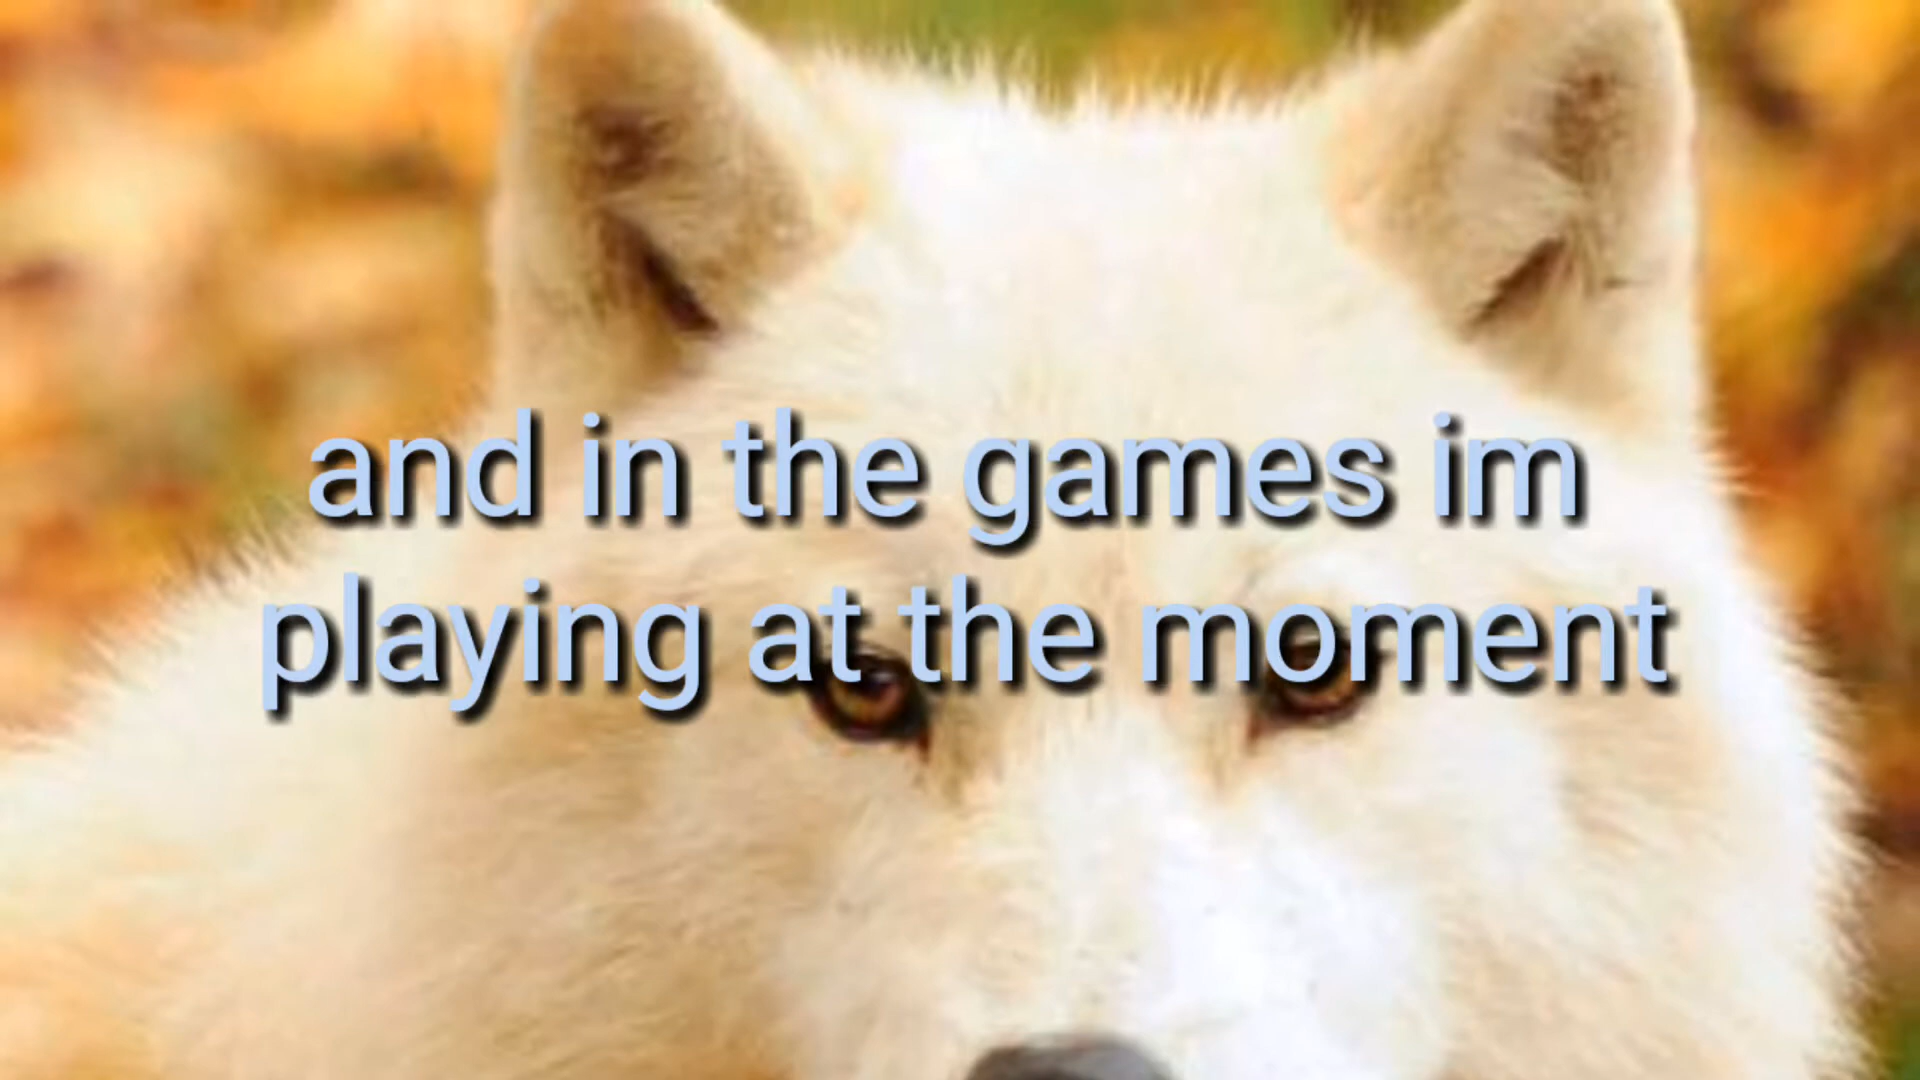 and in the games im
playing at the moment